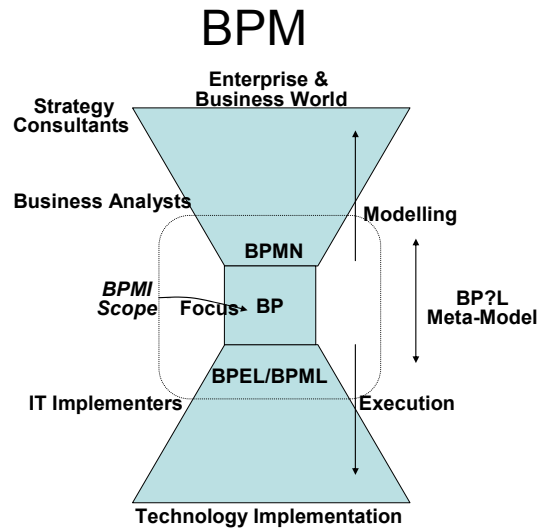 BPM
Enterprise &
Business World
Strategy
Consultants
Business Analysts
Modelling
BPMN
BPMI
Scope
Focus
BP
BP?L
Meta-Model
BPEL/BPML
IT Implementers
Execution
Technology Implementation